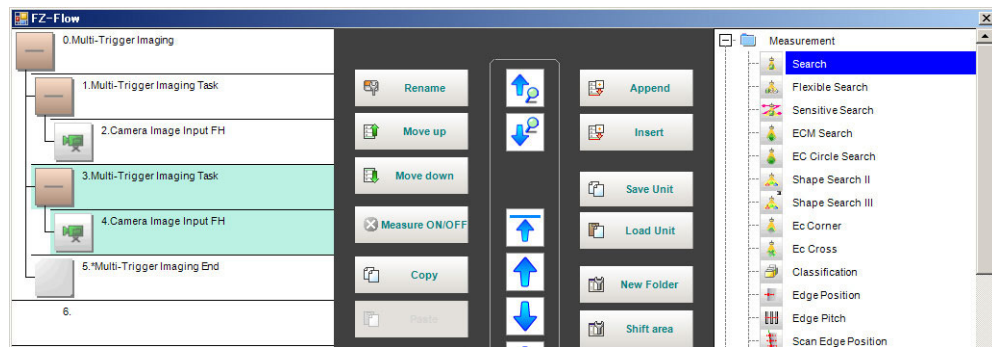 FZ-Flow
0.Multi-Trigger Imaging
1.Multi-Trigger Imaging Task
2.Camera Image Input FH
3.Multi-Trigger Imaging Task
4.Camera Image Input FH
5.*Multi-Trigger Imaging End
6.
Rename
Move up
Move down
Measure ON/OFF
Copy
Paste
Append
Insert
Save Unit
Load Unit
New Folder
Shift area
Measurement
Search
Flexible Search
Sensitive Search
ECM Search
EC Circle Search
Shape Search II
Shape Search III
Ec Corner
Ec Cross
Classification
Edge Position
Edge Pitch
Scan Edge Position